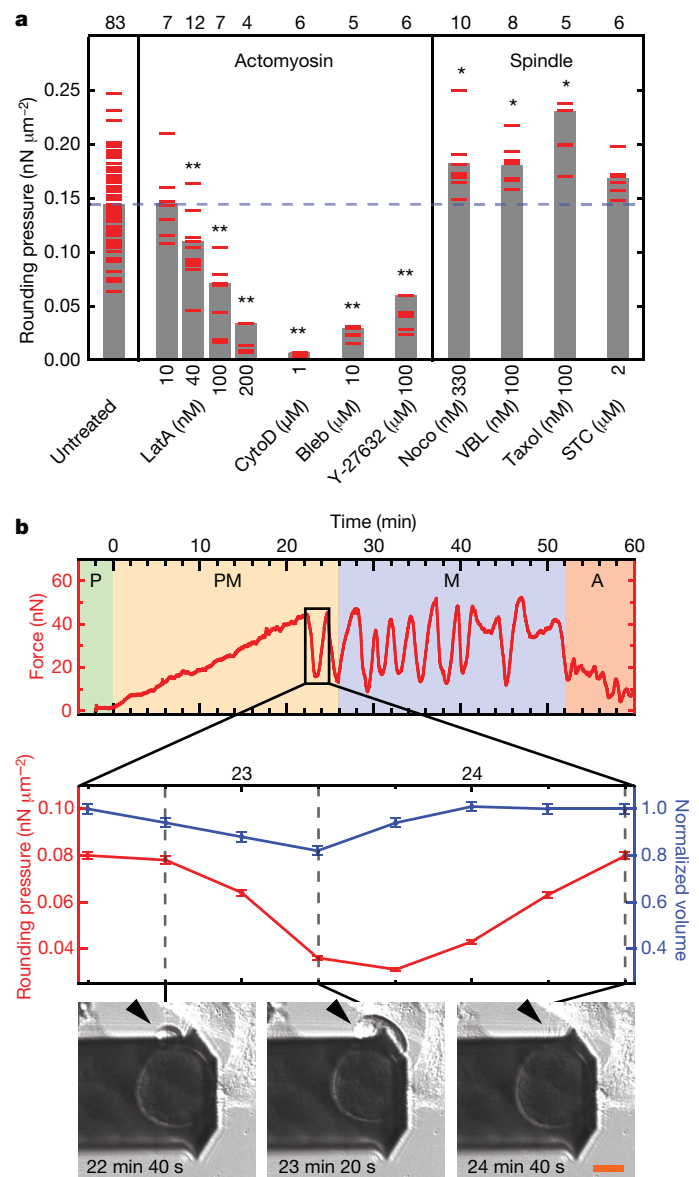 a
83 7 12 7 4 6 5 6 10 8 5 6
Actomyosin Spindle
Rounding pressure (nN μm⁻²)
0.25
0.20
0.15
0.10
0.05
0.00
* * * ** ** ** ** ** **
10 40 100 200 1 10 100 330 100 100 2
Untreated
LatA (nM)
CytoD (μM)
Bleb (μM)
Y-27632 (μM)
Noco (nM)
VBL (nM)
Taxol (nM)
STC (μM)
b
Time (min)
0 10 20 30 40 50 60
P PM M A
Force (nN)
60
40
20
0
23 24
Rounding pressure (nN μm⁻²)
0.10
0.08
0.06
0.04
1.0
0.8
0.6
0.4
Normalized volume
22 min 40 s
23 min 20 s
24 min 40 s